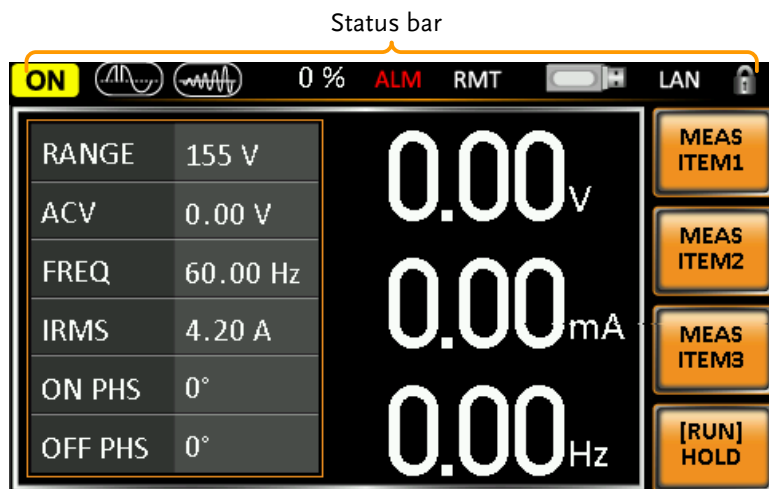 Status bar
ON 0 % ALM RMT LAN
RANGE 155 V
ACV 0.00 V
FREQ 60.00 Hz
IRMS 4.20 A
ON PHS 0°
OFF PHS 0°
0.00V
0.00mA
0.00Hz
MEAS
ITEM1
MEAS
ITEM2
MEAS
ITEM3
[RUN]
HOLD